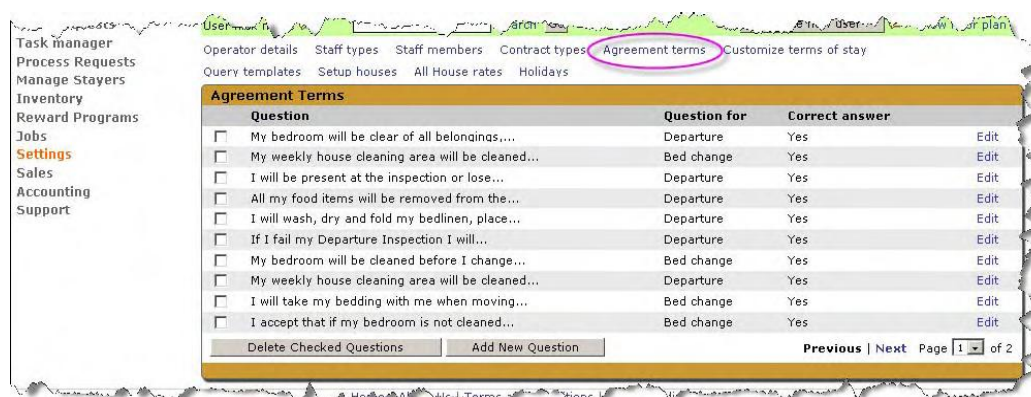 Task manager
Process Requests
Manage Stayers
Inventory
Reward Programs
Jobs
Settings
Sales
Accounting
Support
Operator details Staff types Staff members Contract types Agreement terms Customize terms of stay
Query templates Setup houses All House rates Holidays
Agreement Terms
Question Question for Correct answer
My bedroom will be clear of all belongings,... Departure Yes Edit
My weekly house cleaning area will be cleaned... Bed change Yes Edit
I will be present at the inspection or lose... Departure Yes Edit
All my food items will be removed from the... Departure Yes Edit
I will wash, dry and fold my bedlinen, place... Departure Yes Edit
If I fail my Departure Inspection I will... Departure Yes Edit
My bedroom will be cleaned before I change... Bed change Yes Edit
My weekly house cleaning area will be cleaned... Departure Yes Edit
I will take my bedding with me when moving... Bed change Yes Edit
I accept that if my bedroom is not cleaned... Bed change Yes Edit
Delete Checked Questions Add New Question Previous | Next Page 1 of 2